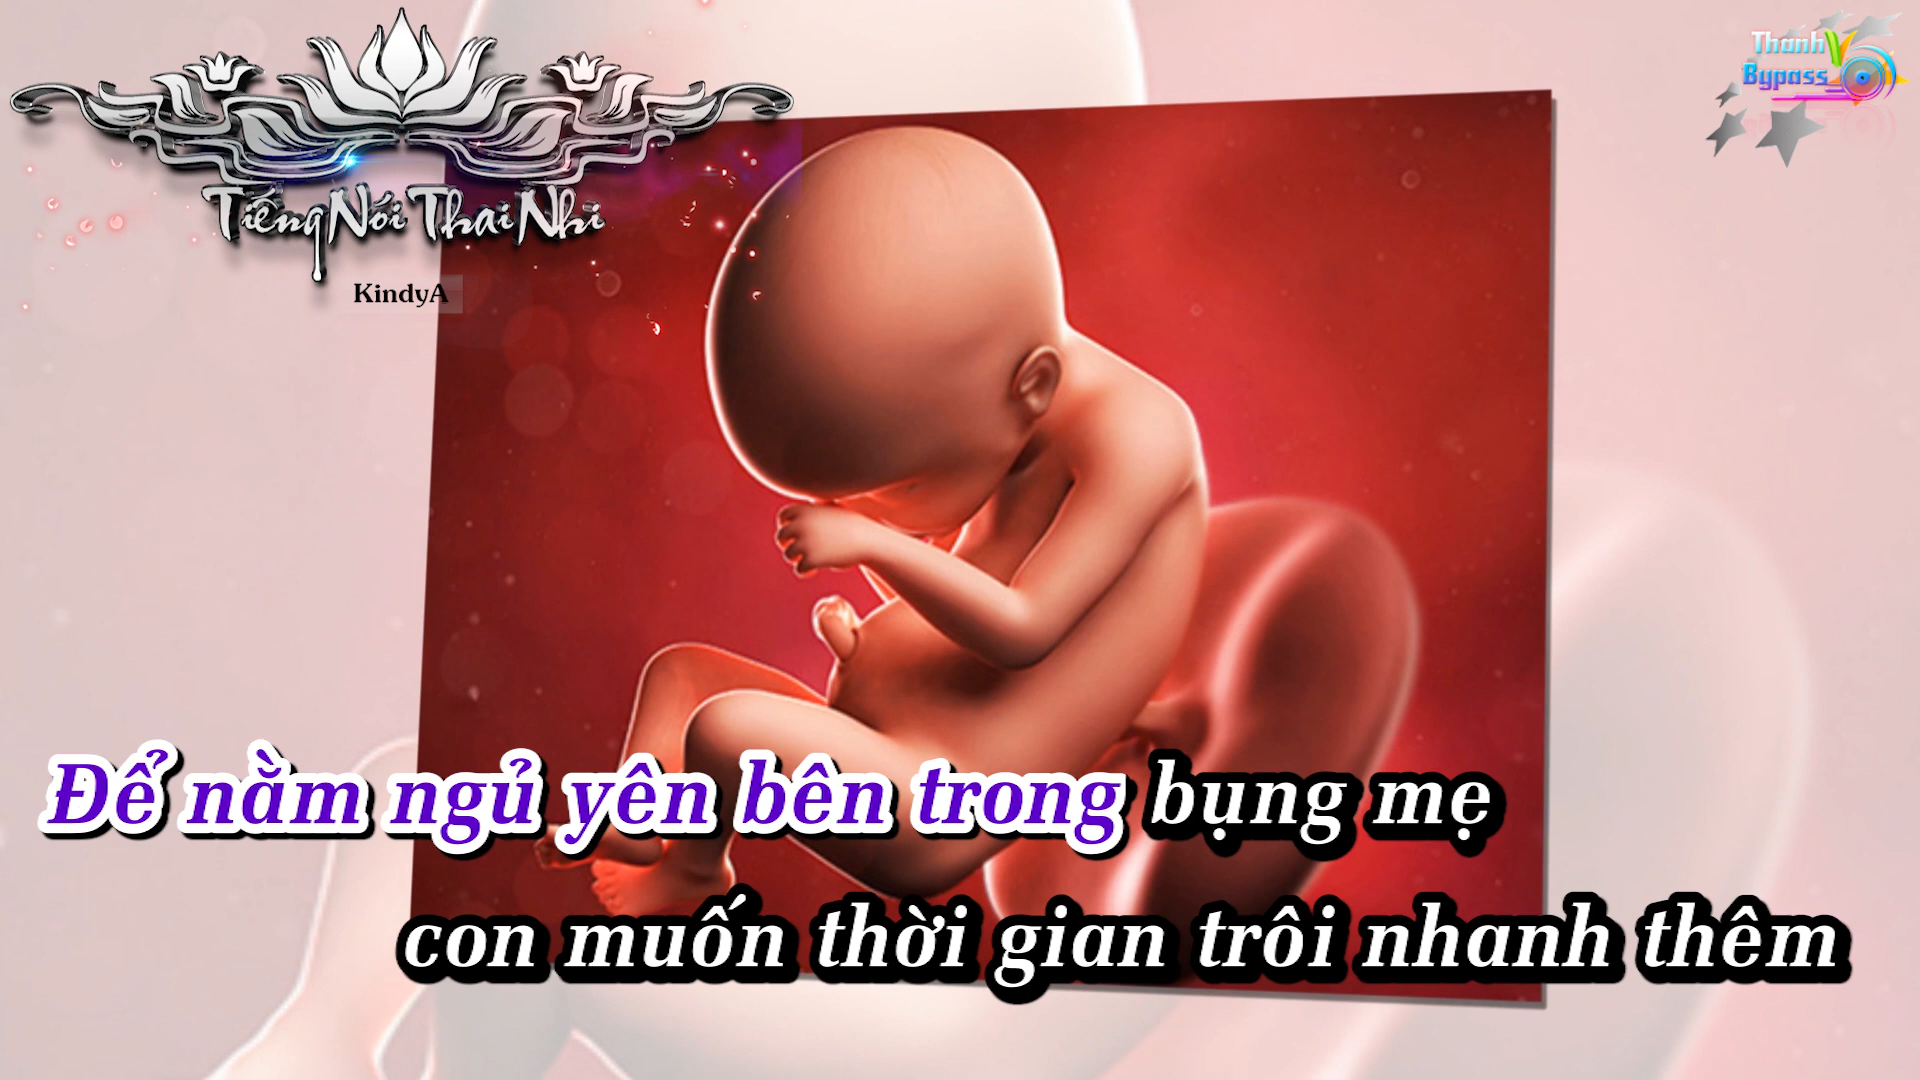 Tiếng Nói Thai Nhi
KindyA
Thanh V
Bypass
Để nằm ngủ yên bên trong bụng mẹ
con muốn thời gian trôi nhanh thêm